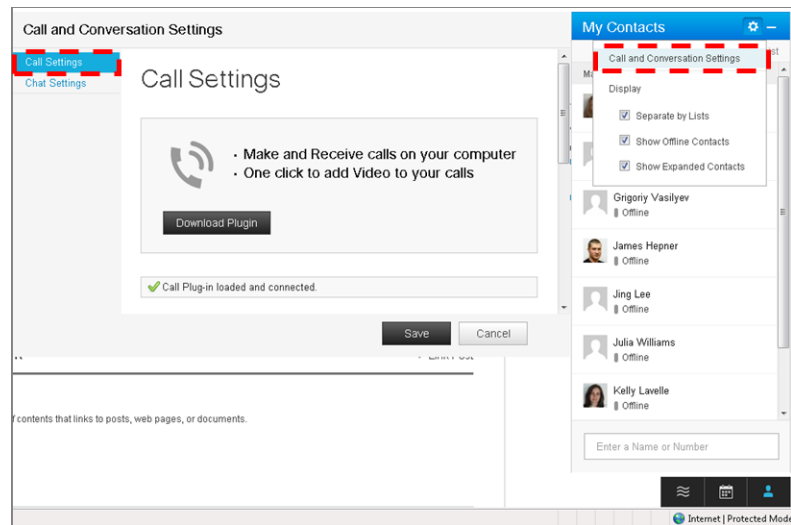 Call and Conversation Settings
Call Settings
Chat Settings
Call Settings
· Make and Receive calls on your computer
· One click to add Video to your calls
Download Plugin
Call Plug-in loaded and connected.
Save
Cancel
of contents that links to posts, web pages, or documents.
My Contacts
Call and Conversation Settings
Display
Separate by Lists
Show Offline Contacts
Show Expanded Contacts
Grigoriy Vasilyev
Offline
James Hepner
Offline
Jing Lee
Offline
Julia Williams
Offline
Kelly Lavelle
Offline
Enter a Name or Number
Internet | Protected Mode